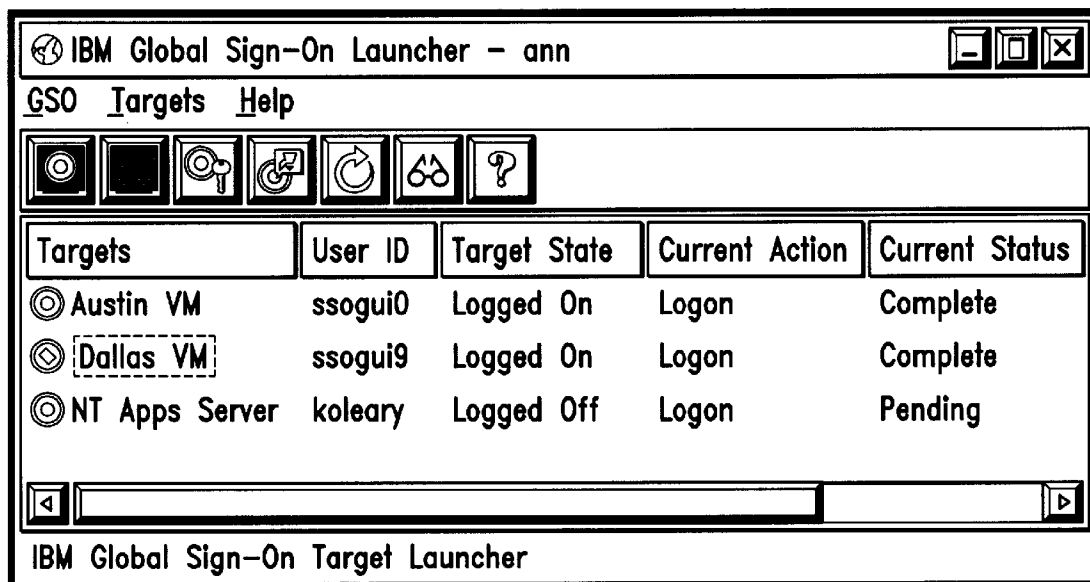 IBM Global Sign-On Launcher - ann
GSO Targets Help
Targets User ID Target State Current Action Current Status
Austin VM ssogui0 Logged On Logon Complete
Dallas VM ssogui9 Logged On Logon Complete
NT Apps Server koleary Logged Off Logon Pending
IBM Global Sign-On Target Launcher